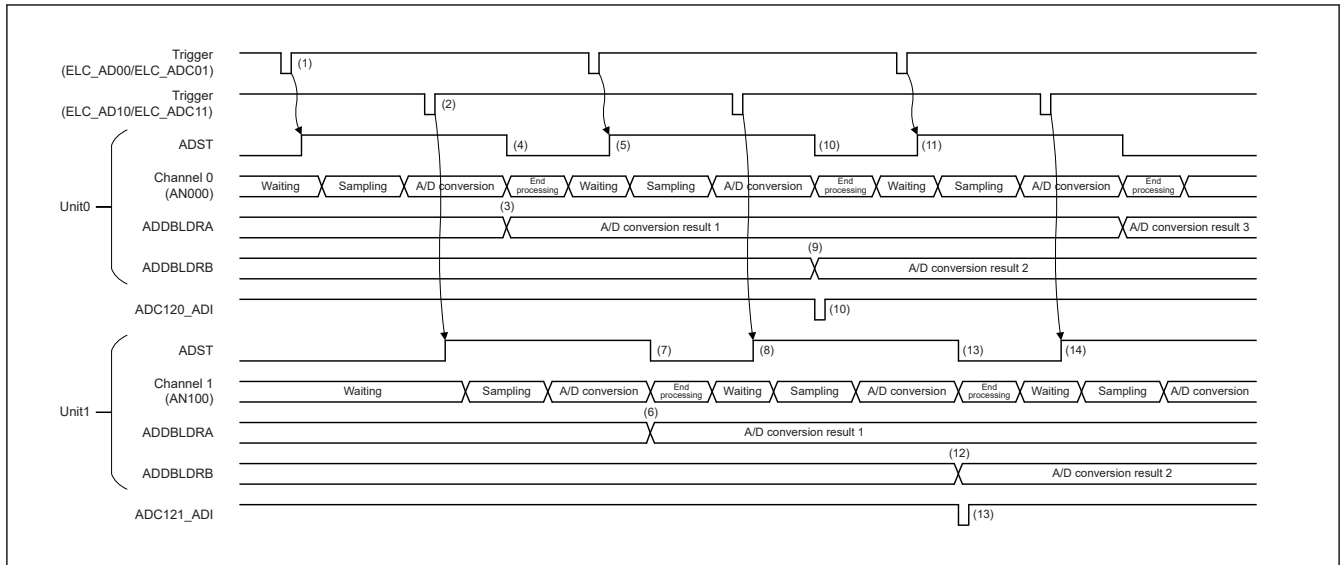 Trigger
(ELC_AD00/ELC_ADC01)
(1)
Trigger
(ELC_AD10/ELC_ADC11)
(2)
ADST
(4)
(5)
(10)
(11)
Unit0
Channel 0
(AN000)
Waiting
Sampling
A/D conversion
End
processing
Waiting
Sampling
A/D conversion
End
processing
Waiting
Sampling
A/D conversion
End
processing
(3)
ADDBLDRA
A/D conversion result 1
A/D conversion result 3
(9)
ADDBLDRB
A/D conversion result 2
ADC120_ADI
(10)
ADST
(7)
(8)
(13)
(14)
Unit1
Channel 1
(AN100)
Waiting
Sampling
A/D conversion
End
processing
Waiting
Sampling
A/D conversion
End
processing
Waiting
Sampling
A/D conversion
(6)
ADDBLDRA
A/D conversion result 1
(12)
ADDBLDRB
A/D conversion result 2
ADC121_ADI
(13)